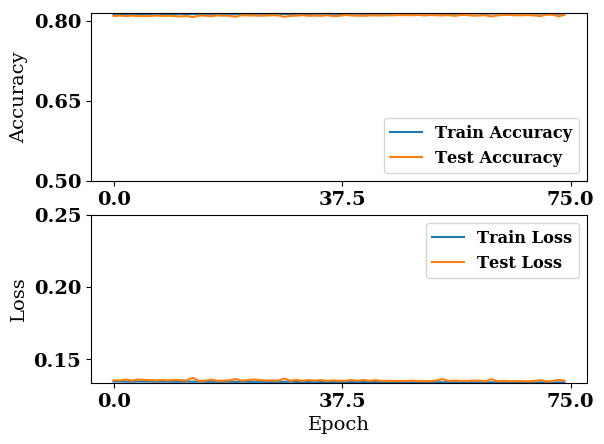 0.80
0.65
0.50
Accuracy
Train Accuracy
Test Accuracy
0.0 37.5 75.0
0.25
0.20
0.15
Loss
Train Loss
Test Loss
0.0 37.5 75.0
Epoch